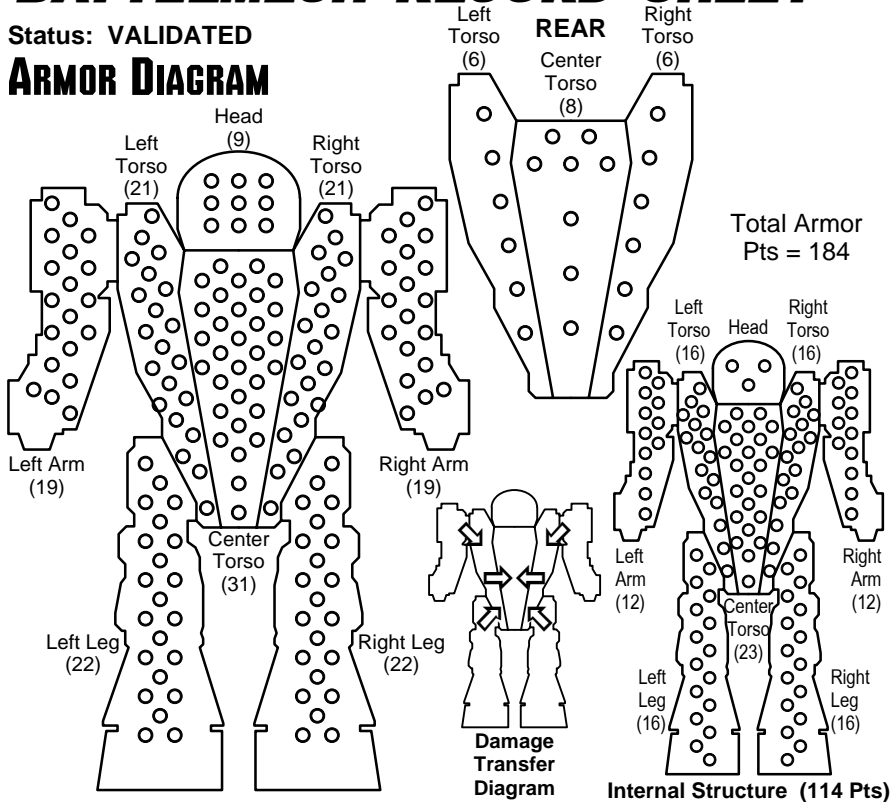 BATTLEMECH RECORD SHEET
Status: VALIDATED
ARMOR DIAGRAM
Head
(9)
Left
Torso
(21)
Right
Torso
(21)
Left Arm
(19)
Right Arm
(19)
Center
Torso
(31)
Left Leg
(22)
Right Leg
(22)
REAR
Left
Torso
(6)
Center
Torso
(8)
Right
Torso
(6)
Total Armor
Pts = 184
Damage
Transfer
Diagram
Left
Torso
(16)
Head
Right
Torso
(16)
Left
Arm
(12)
Right
Arm
(12)
Center
Torso
(23)
Left
Leg
(16)
Right
Leg
(16)
Internal Structure (114 Pts)